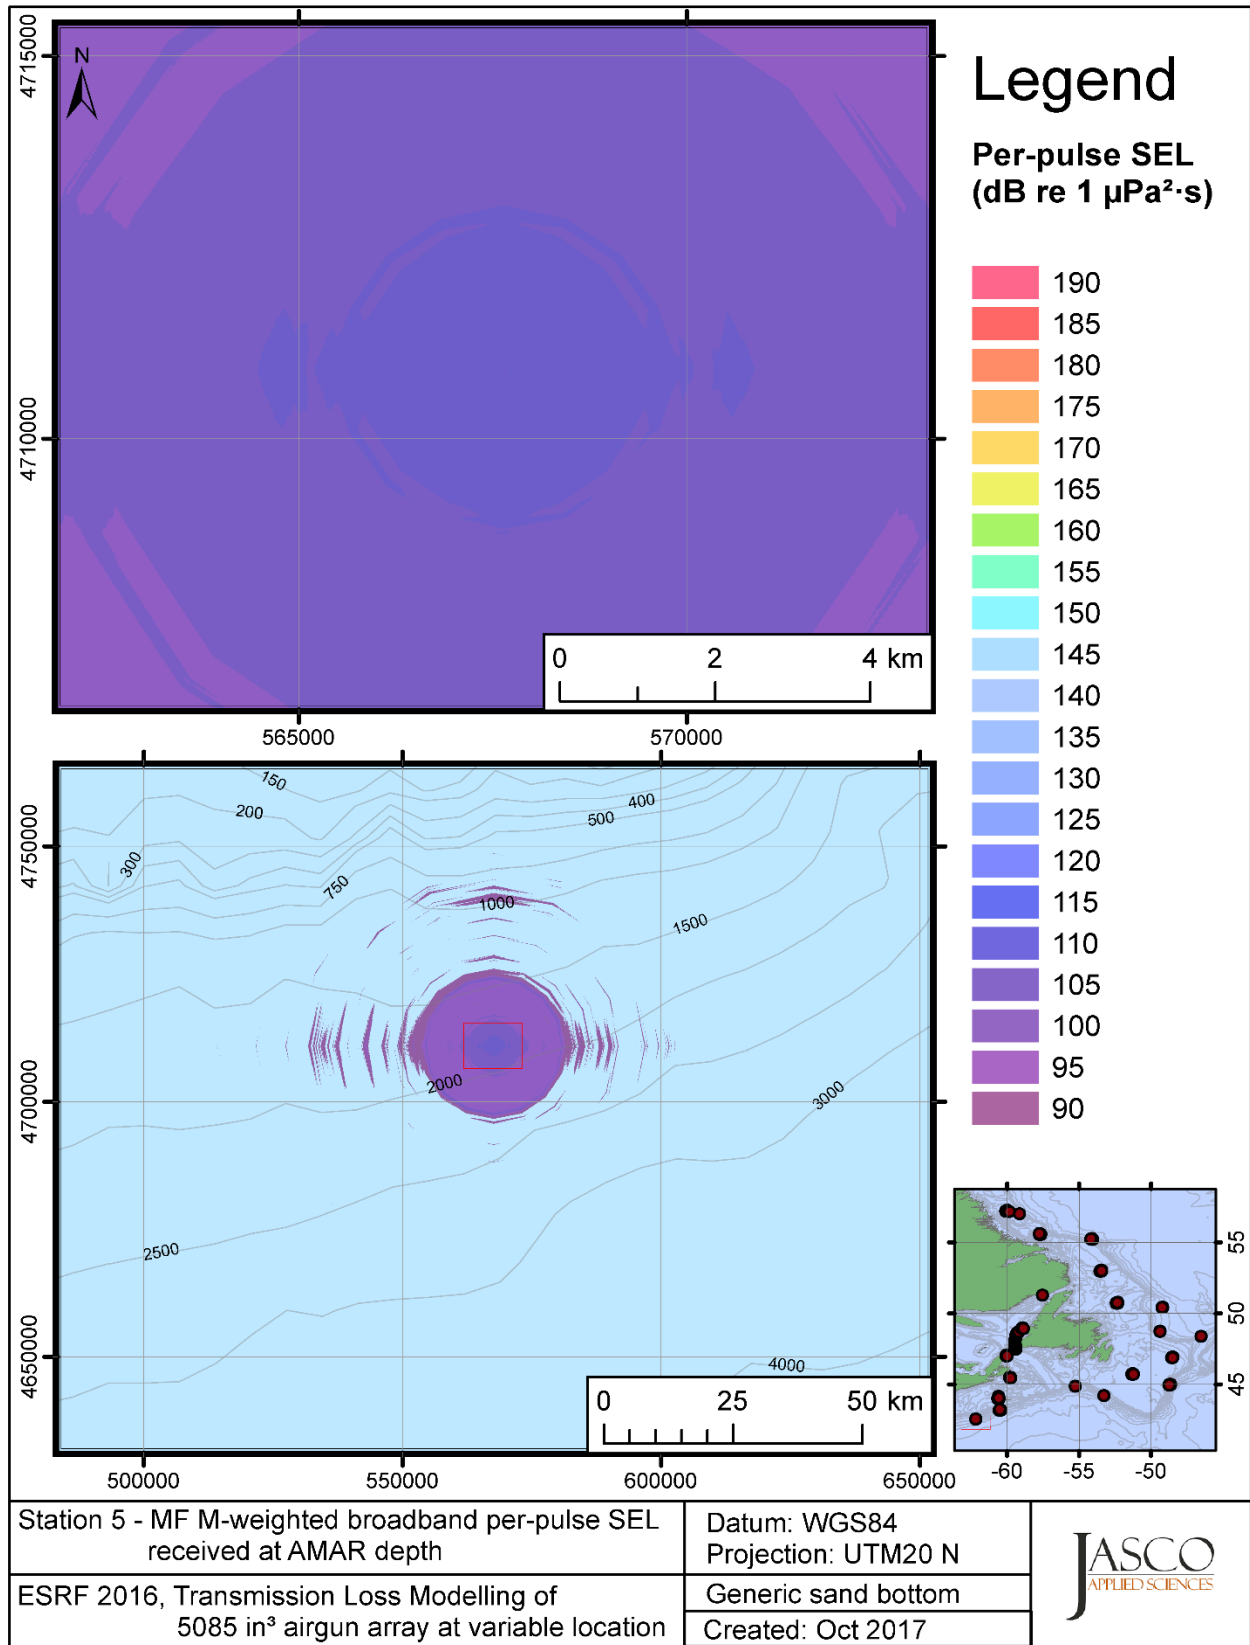 N
4715000
4710000
0 2 4 km
565000 570000
Legend
Per-pulse SEL
(dB re 1 µPa²·s)
190
185
180
175
170
165
160
155
150
145
140
135
130
125
120
115
110
105
100
95
90
150
200
300
400
500
750
1000
1500
2000
2500
3000
4000
4750000
4700000
4650000
0 25 50 km
500000 550000 600000 650000
55
50
45
-60 -55 -50
Station 5 - MF M-weighted broadband per-pulse SEL
received at AMAR depth
ESRF 2016, Transmission Loss Modelling of
5085 in³ airgun array at variable location
Datum: WGS84
Projection: UTM20 N
Generic sand bottom
Created: Oct 2017
JASCO
APPLIED SCIENCES